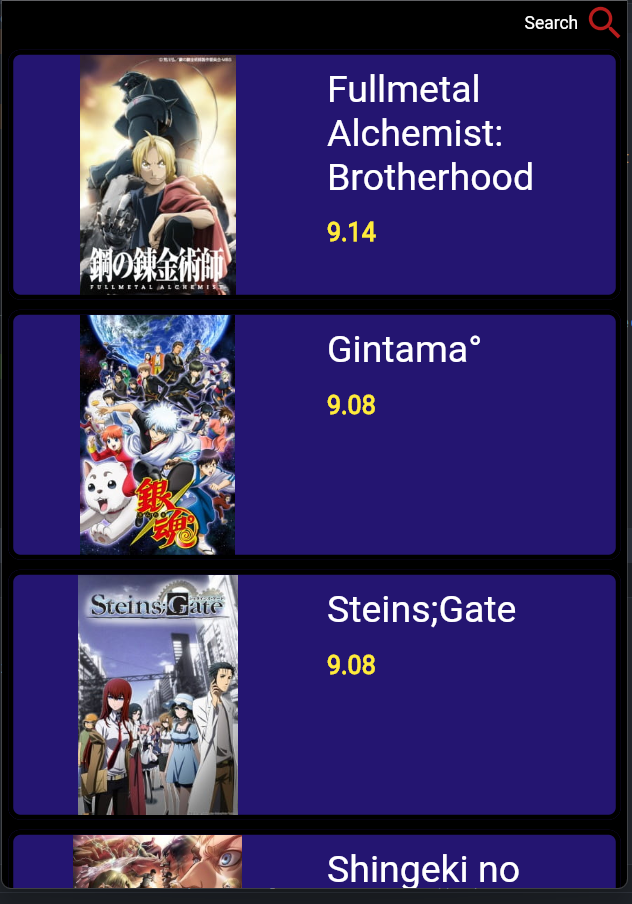 Search
鋼の錬金術師
FULLMETAL ALCHEMIST
Fullmetal
Alchemist:
Brotherhood
9.14
銀魂°
Gintama°
9.08
Steins;Gate
Steins;Gate
9.08
Shingeki no